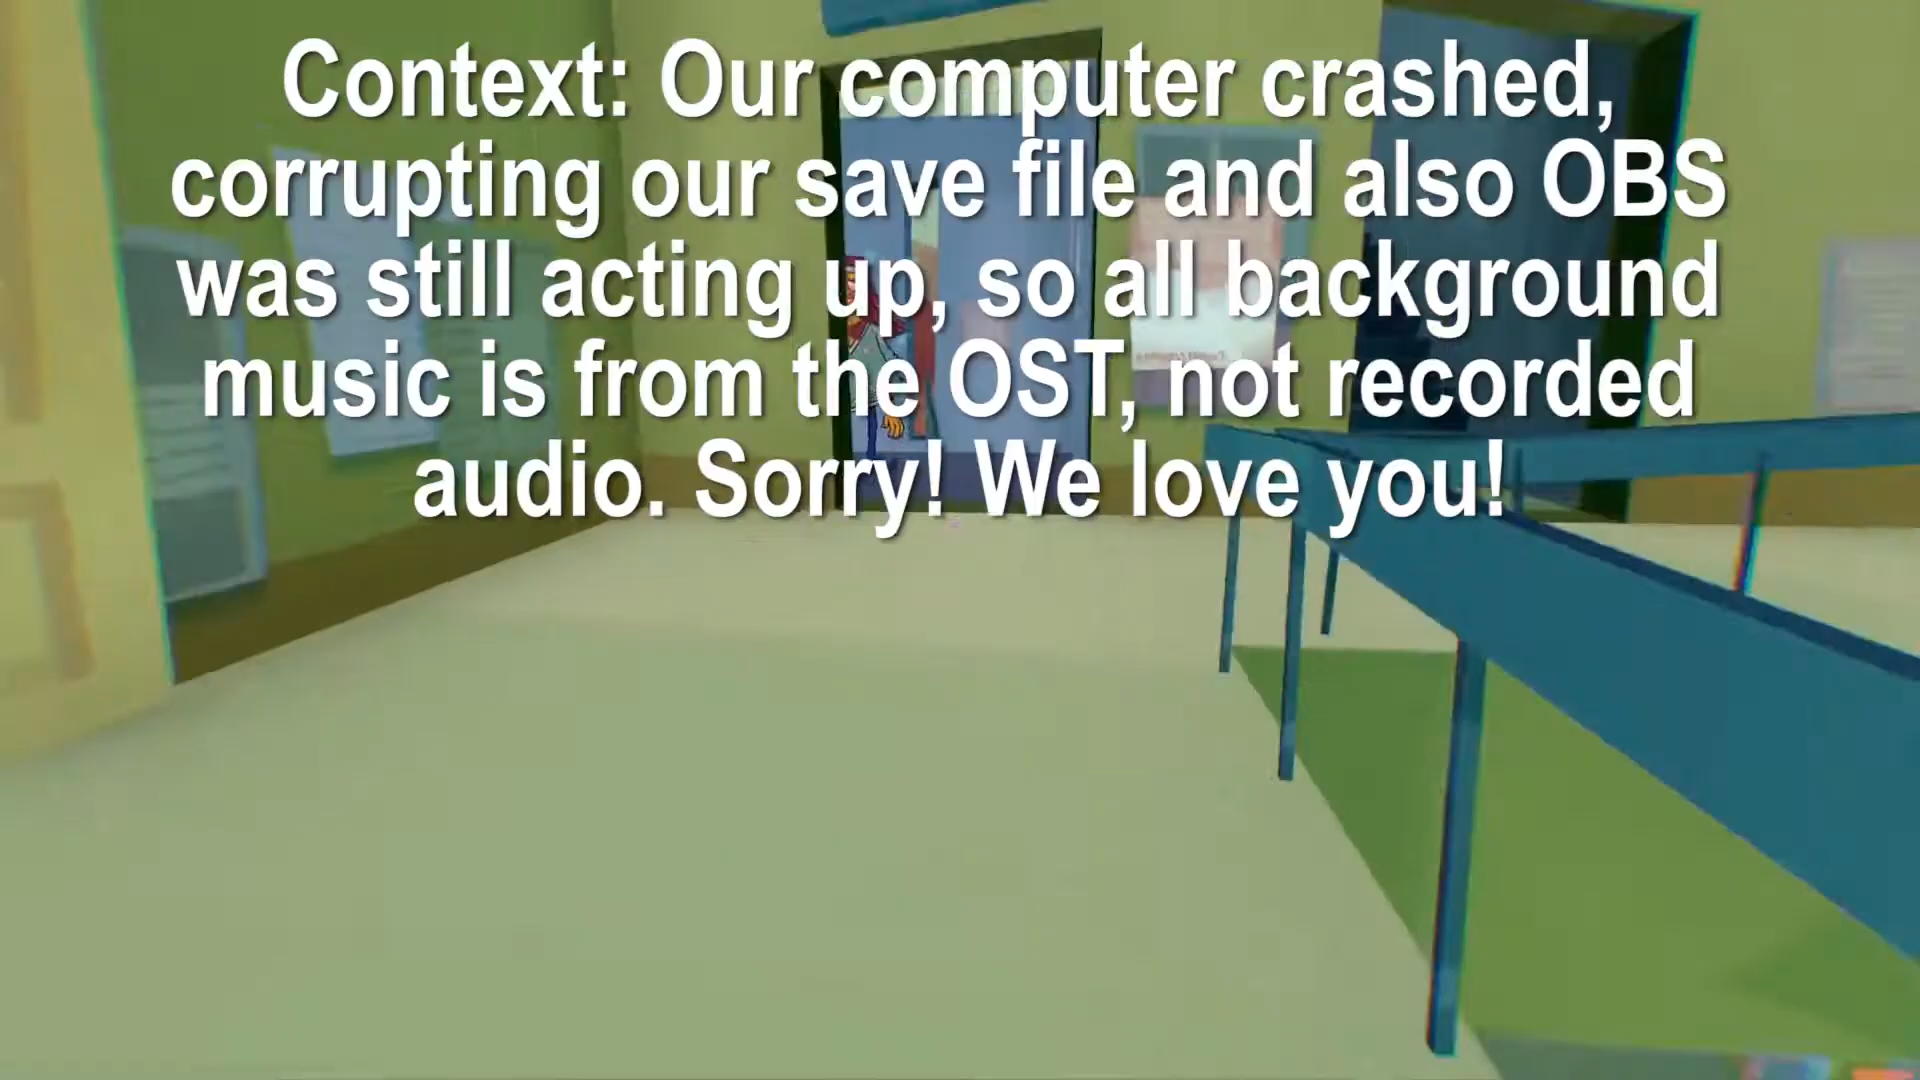 Context: Our computer crashed,
corrupting our save file and also OBS
was still acting up, so all background
music is from the OST, not recorded
audio. Sorry! We love you!